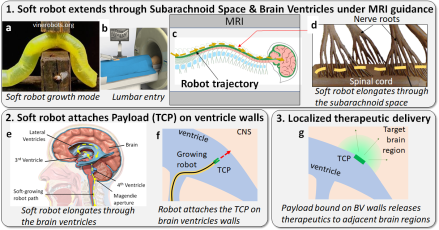 1. Soft robot extends through Subarachnoid Space & Brain Ventricles under MRI guidance
a
vinerobots.org
Soft robot growth mode
b
Lumbar entry
MRI
c
Robot trajectory
Nerve roots
d
Spinal cord
Soft robot elongates through
the subarachnoid space
2. Soft robot attaches Payload (TCP) on ventricle walls
e
Lateral
Ventricles
Brain
3rd Ventricle
4th Ventricle
Magendie
aperture
Soft-growing
robot path
Soft robot elongates through
the brain ventricles
f
ventricle
CNS
Growing
robot
TCP
Robot attaches the TCP on
brain ventricles walls
3. Localized therapeutic delivery
g
Target
brain
region
TCP
ventricle
Payload bound on BV walls releases
therapeutics to adjacent brain regions